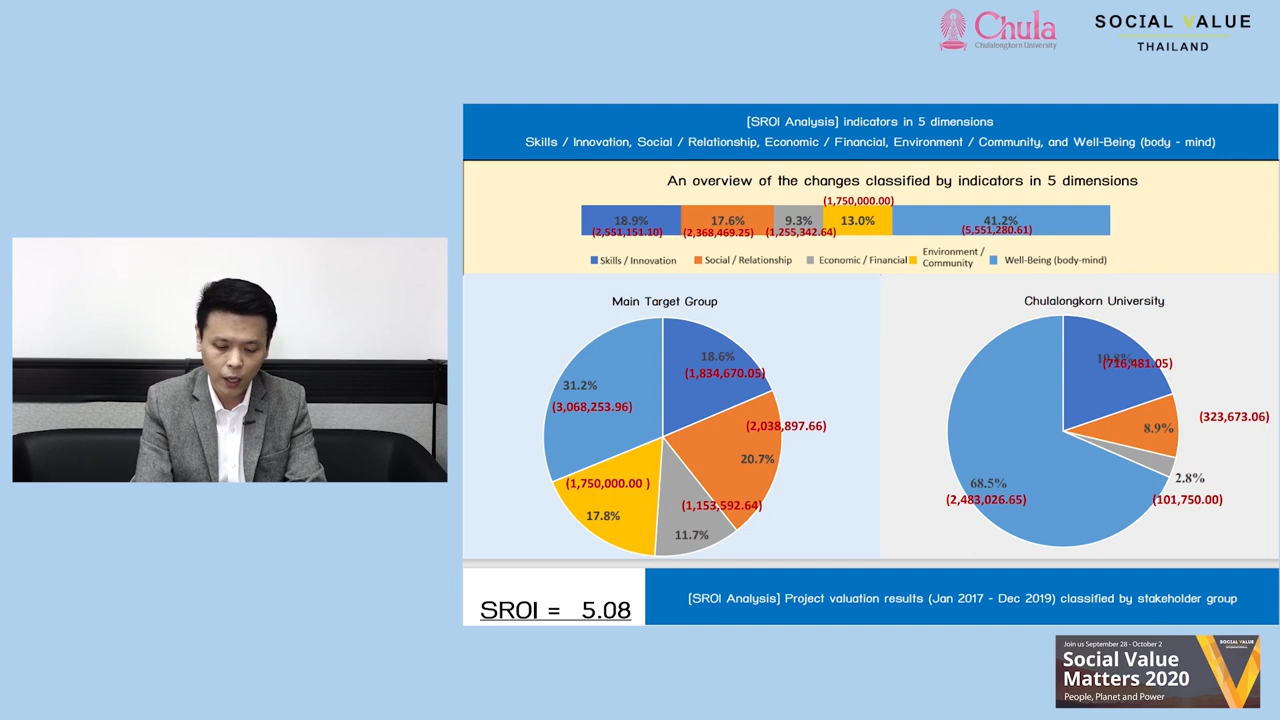 Chula
Chulalongkorn University
SOCIAL VALUE
THAILAND
[SROI Analysis] indicators in 5 dimensions
Skills / Innovation, Social / Relationship, Economic / Financial, Environment / Community, and Well-Being (body - mind)
An overview of the changes classified by indicators in 5 dimensions
(1,750,000.00)
18.9% 17.6% 9.3% 13.0% 41.2%
(2,551,151.10) (2,368,469.25) (1,255,342.64) (5,551,280.61)
Skills / Innovation Social / Relationship Economic / Financial Environment / Community Well-Being (body-mind)
Main Target Group
18.6%
(1,834,670.05)
31.2%
(3,068,253.96)
(2,038,897.66)
20.7%
(1,750,000.00 )
17.8%
(1,153,592.64)
11.7%
Chulalongkorn University
(716,481.05)
(323,673.06)
8.9%
2.8%
(101,750.00)
68.5%
(2,483,026.65)
SROI = 5.08
[SROI Analysis] Project valuation results (Jan 2017 - Dec 2019) classified by stakeholder group
Join us September 28 - October 2
SOCIAL VALUE
Social Value
Matters 2020
People, Planet and Power